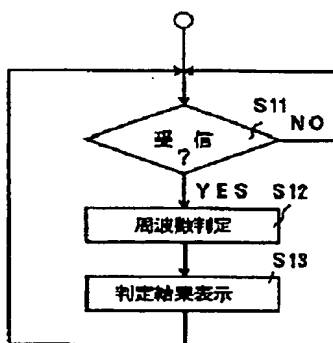 S11
受信
?
NO
YES
S12
周波数判定
S13
判定結果表示